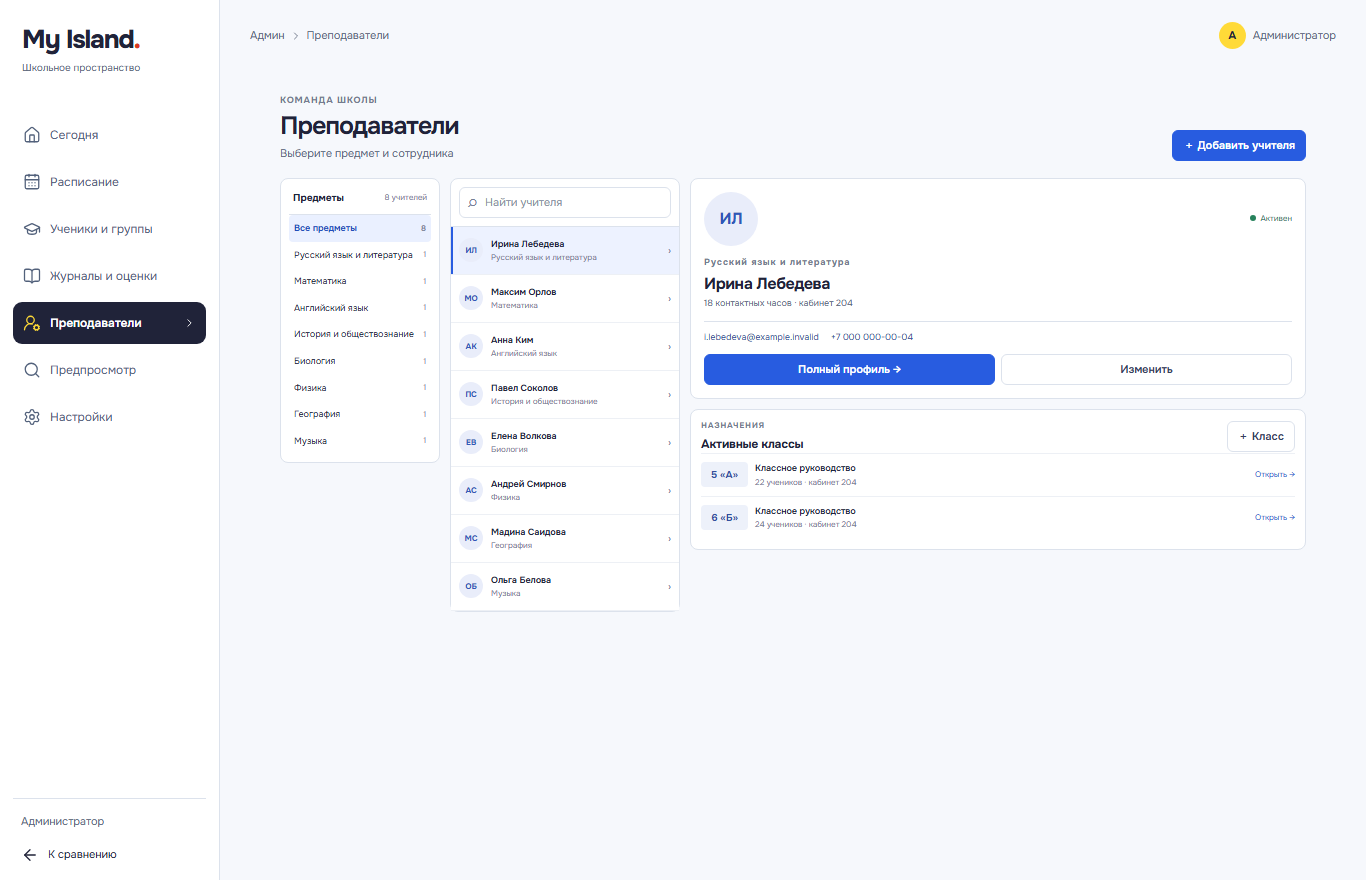 My Island.
Школьное пространство
Сегодня
Расписание
Ученики и группы
Журналы и оценки
Преподаватели
Предпросмотр
Настройки
Администратор
К сравнению
Админ > Преподаватели
А Администратор
КОМАНДА ШКОЛЫ
Преподаватели
Выберите предмет и сотрудника
+ Добавить учителя
Предметы 8 учителей
Все предметы 8
Русский язык и литература 1
Математика 1
Английский язык 1
История и обществознание 1
Биология 1
Физика 1
География 1
Музыка 1
Найти учителя
ИЛ Ирина Лебедева ›
Русский язык и литература
МО Максим Орлов ›
Математика
АК Анна Ким ›
Английский язык
ПС Павел Соколов ›
История и обществознание
ЕВ Елена Волкова ›
Биология
АС Андрей Смирнов ›
Физика
МС Мадина Саидова ›
География
ОБ Ольга Белова ›
Музыка
ИЛ
Активен
Русский язык и литература
Ирина Лебедева
18 контактных часов · кабинет 204
i.lebedeva@example.invalid +7 000 000-00-04
Полный профиль →
Изменить
НАЗНАЧЕНИЯ
Активные классы
+ Класс
5 «А» Классное руководство
22 учеников · кабинет 204
Открыть →
6 «Б» Классное руководство
24 учеников · кабинет 204
Открыть →